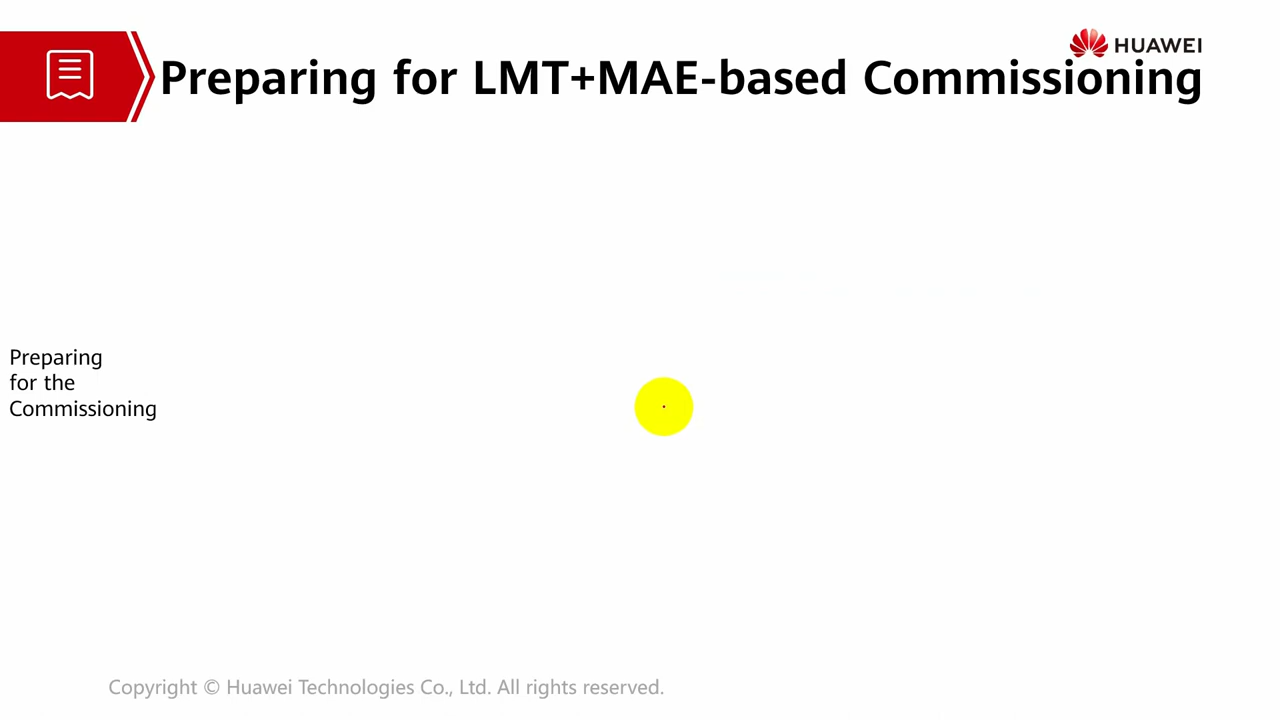 HUAWEI
Preparing for LMT+MAE-based Commissioning
Preparing
for the
Commissioning
Copyright © Huawei Technologies Co., Ltd. All rights reserved.